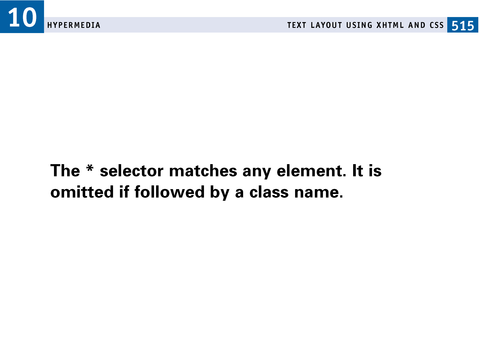 10 HYPERMEDIA TEXT LAYOUT USING XHTML AND CSS 515
The * selector matches any element. It is
omitted if followed by a class name.